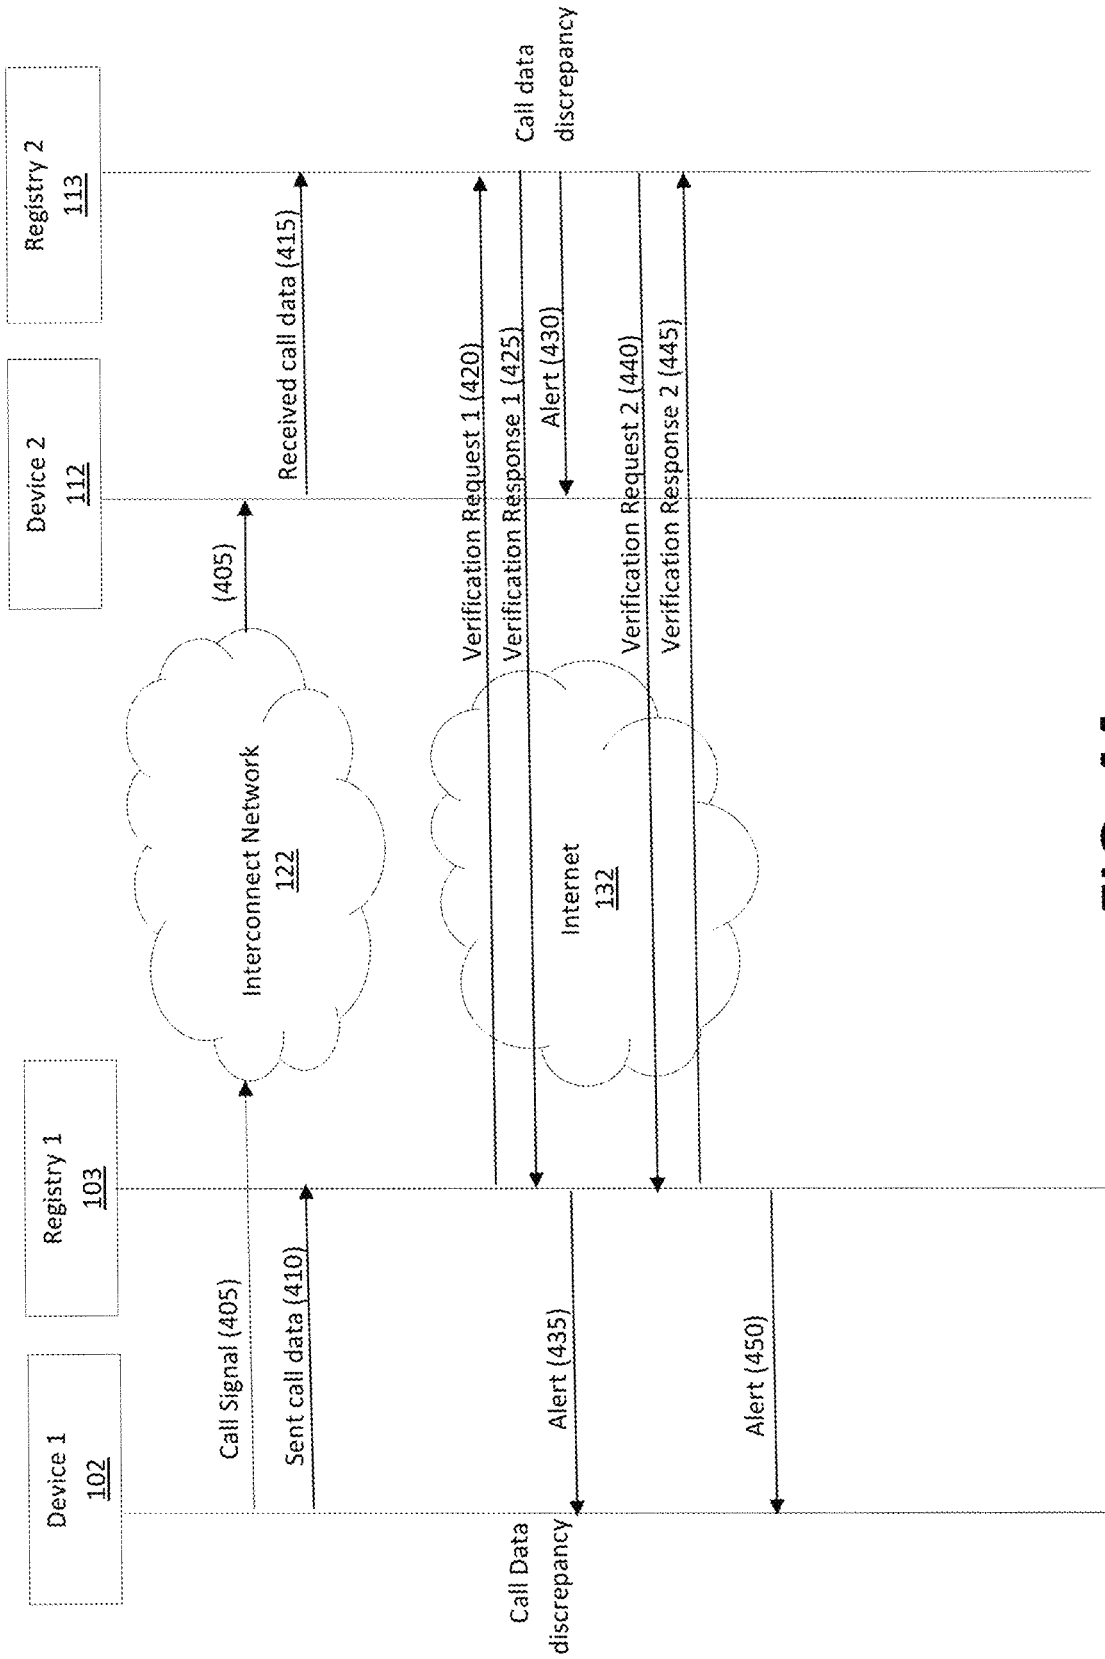 Device 1
102
Registry 1
103
Device 2
112
Registry 2
113
Call Signal (405)
Interconnect Network
122
(405)
Sent call data (410)
Received call data (415)
Verification Request 1 (420)
Verification Response 1 (425)
Call data
discrepancy
Alert (430)
Call Data
discrepancy
Alert (435)
Internet
132
Verification Request 2 (440)
Verification Response 2 (445)
Alert (450)